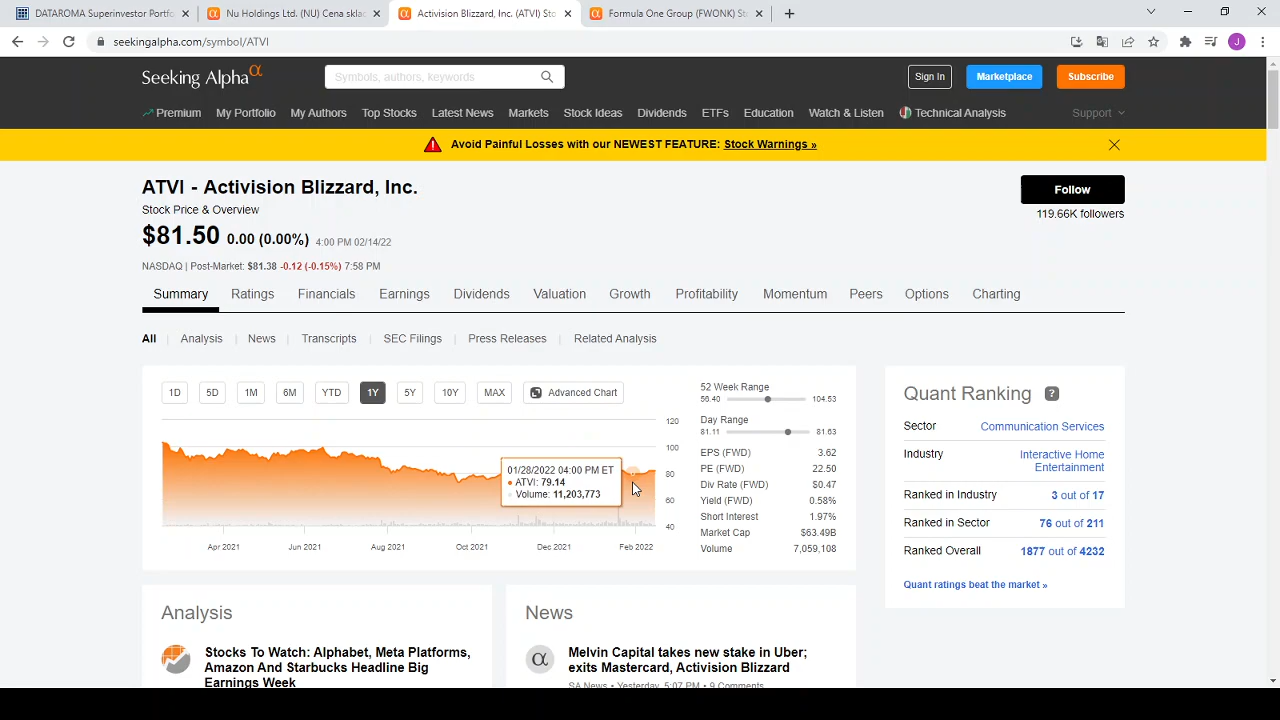 DATAROMA Superinvestor Portfo
Nu Holdings Ltd. (NU) Cena sklad
Activision Blizzard, Inc. (ATVI) Sto
Formula One Group (FWONK) St
seekingalpha.com/symbol/ATVI
J
Seeking Alpha α
Symbols, authors, keywords
Sign In
Marketplace
Subscribe
Premium
My Portfolio
My Authors
Top Stocks
Latest News
Markets
Stock Ideas
Dividends
ETFs
Education
Watch & Listen
Technical Analysis
Support
Avoid Painful Losses with our NEWEST FEATURE: Stock Warnings »
ATVI - Activision Blizzard, Inc.
Stock Price & Overview
$81.50 0.00 (0.00%) 4:00 PM 02/14/22
NASDAQ | Post-Market: $81.38 -0.12 (-0.15%) 7:58 PM
Follow
119.66K followers
Summary
Ratings
Financials
Earnings
Dividends
Valuation
Growth
Profitability
Momentum
Peers
Options
Charting
All | Analysis | News | Transcripts | SEC Filings | Press Releases | Related Analysis
1D
5D
1M
6M
YTD
1Y
5Y
10Y
MAX
Advanced Chart
120
100
80
60
40
01/28/2022 04:00 PM ET
ATVI: 79.14
Volume: 11,203,773
Apr 2021
Jun 2021
Aug 2021
Oct 2021
Dec 2021
Feb 2022
52 Week Range
56.40 104.53
Day Range
81.11 81.63
EPS (FWD) 3.62
PE (FWD) 22.50
Div Rate (FWD) $0.47
Yield (FWD) 0.58%
Short Interest 1.97%
Market Cap $63.49B
Volume 7,059,108
Quant Ranking ?
Sector Communication Services
Industry Interactive Home
Entertainment
Ranked in Industry 3 out of 17
Ranked in Sector 76 out of 211
Ranked Overall 1877 out of 4232
Quant ratings beat the market »
Analysis
Stocks To Watch: Alphabet, Meta Platforms,
Amazon And Starbucks Headline Big
Earnings Week
News
α
Melvin Capital takes new stake in Uber;
exits Mastercard, Activision Blizzard
SA News • Yesterday, 5:07 PM • 9 Comments